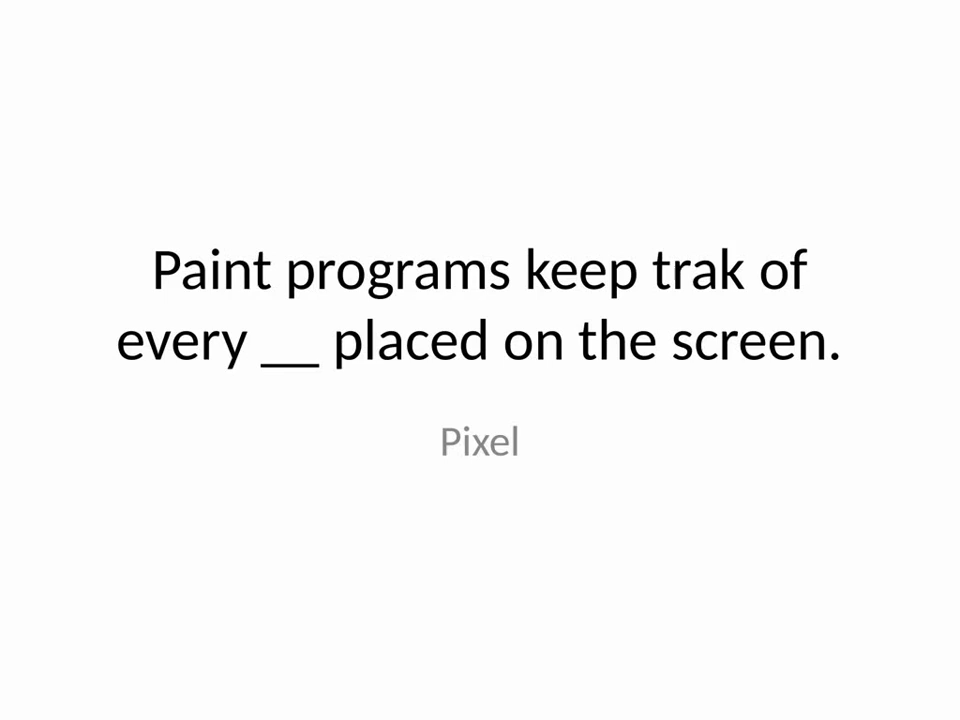 Paint programs keep trak of
every __ placed on the screen.
Pixel